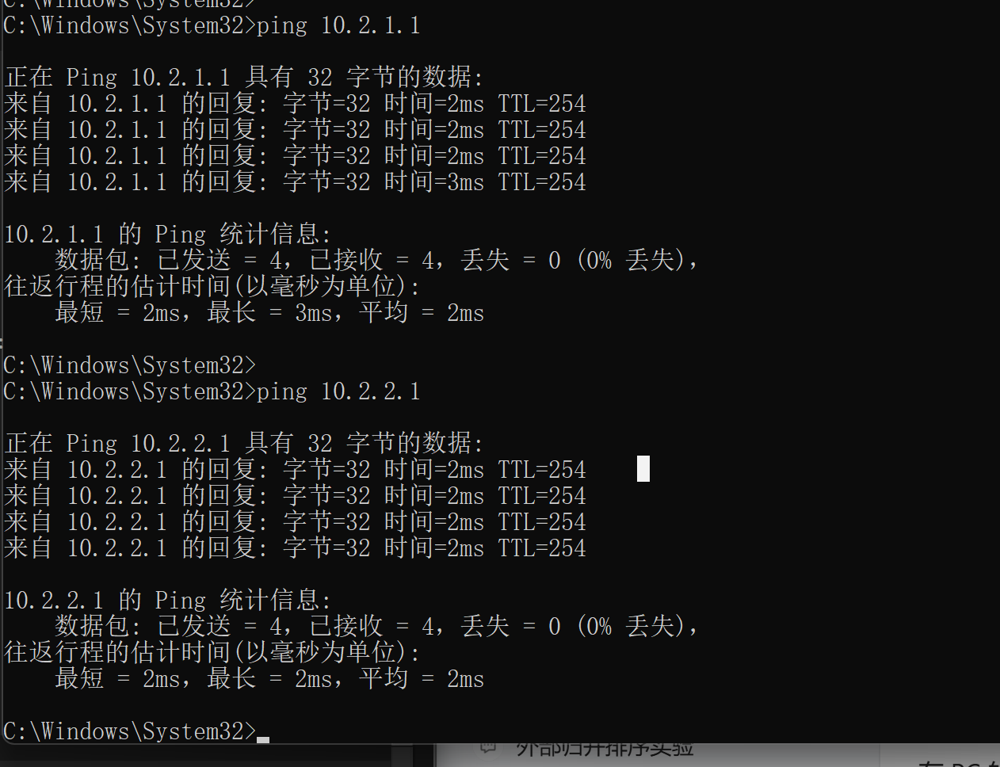 C:\Windows\System32>
C:\Windows\System32>ping 10.2.1.1
正在 Ping 10.2.1.1 具有 32 字节的数据:
来自 10.2.1.1 的回复: 字节=32 时间=2ms TTL=254
来自 10.2.1.1 的回复: 字节=32 时间=2ms TTL=254
来自 10.2.1.1 的回复: 字节=32 时间=2ms TTL=254
来自 10.2.1.1 的回复: 字节=32 时间=3ms TTL=254
10.2.1.1 的 Ping 统计信息:
数据包: 已发送 = 4，已接收 = 4，丢失 = 0 (0% 丢失)，
往返行程的估计时间(以毫秒为单位):
最短 = 2ms，最长 = 3ms，平均 = 2ms
C:\Windows\System32>
C:\Windows\System32>ping 10.2.2.1
正在 Ping 10.2.2.1 具有 32 字节的数据:
来自 10.2.2.1 的回复: 字节=32 时间=2ms TTL=254
来自 10.2.2.1 的回复: 字节=32 时间=2ms TTL=254
来自 10.2.2.1 的回复: 字节=32 时间=2ms TTL=254
来自 10.2.2.1 的回复: 字节=32 时间=2ms TTL=254
10.2.2.1 的 Ping 统计信息:
数据包: 已发送 = 4，已接收 = 4，丢失 = 0 (0% 丢失)，
往返行程的估计时间(以毫秒为单位):
最短 = 2ms，最长 = 2ms，平均 = 2ms
C:\Windows\System32>
外部归并排序实验